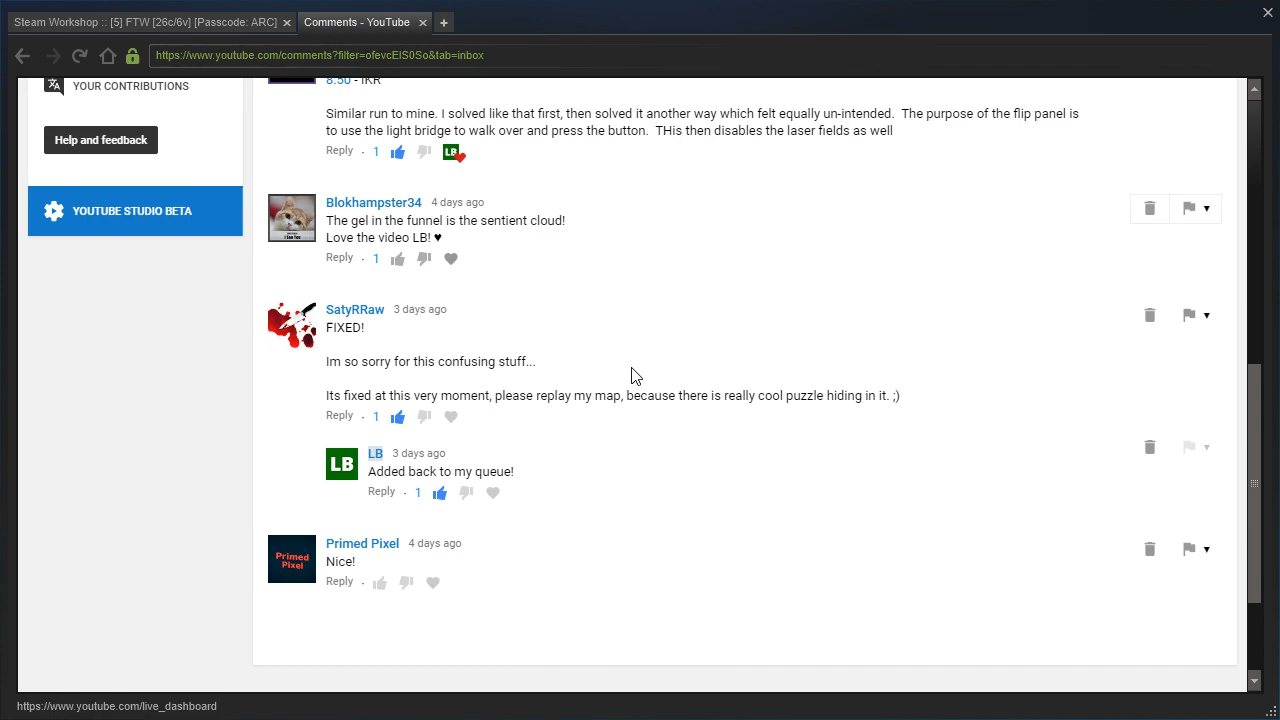 Steam Workshop :: [5] FTW [26c/6v] [Passcode: ARC]
Comments - YouTube
https://www.youtube.com/comments?filter=ofevcEIS0So&tab=inbox
YOUR CONTRIBUTIONS
Help and feedback
YOUTUBE STUDIO BETA
8:50 - IKR
Similar run to mine. I solved like that first, then solved it another way which felt equally un-intended.  The purpose of the flip panel is
to use the light bridge to walk over and press the button.  THis then disables the laser fields as well
Reply . 1
LB
Blokhampster34 4 days ago
The gel in the funnel is the sentient cloud!
Love the video LB! ♥
Reply . 1
SatyRRaw 3 days ago
FIXED!
Im so sorry for this confusing stuff...
Its fixed at this very moment, please replay my map, because there is really cool puzzle hiding in it. ;)
Reply . 1
LB
LB 3 days ago
Added back to my queue!
Reply . 1
Primed Pixel
Primed Pixel 4 days ago
Nice!
Reply .
https://www.youtube.com/live_dashboard